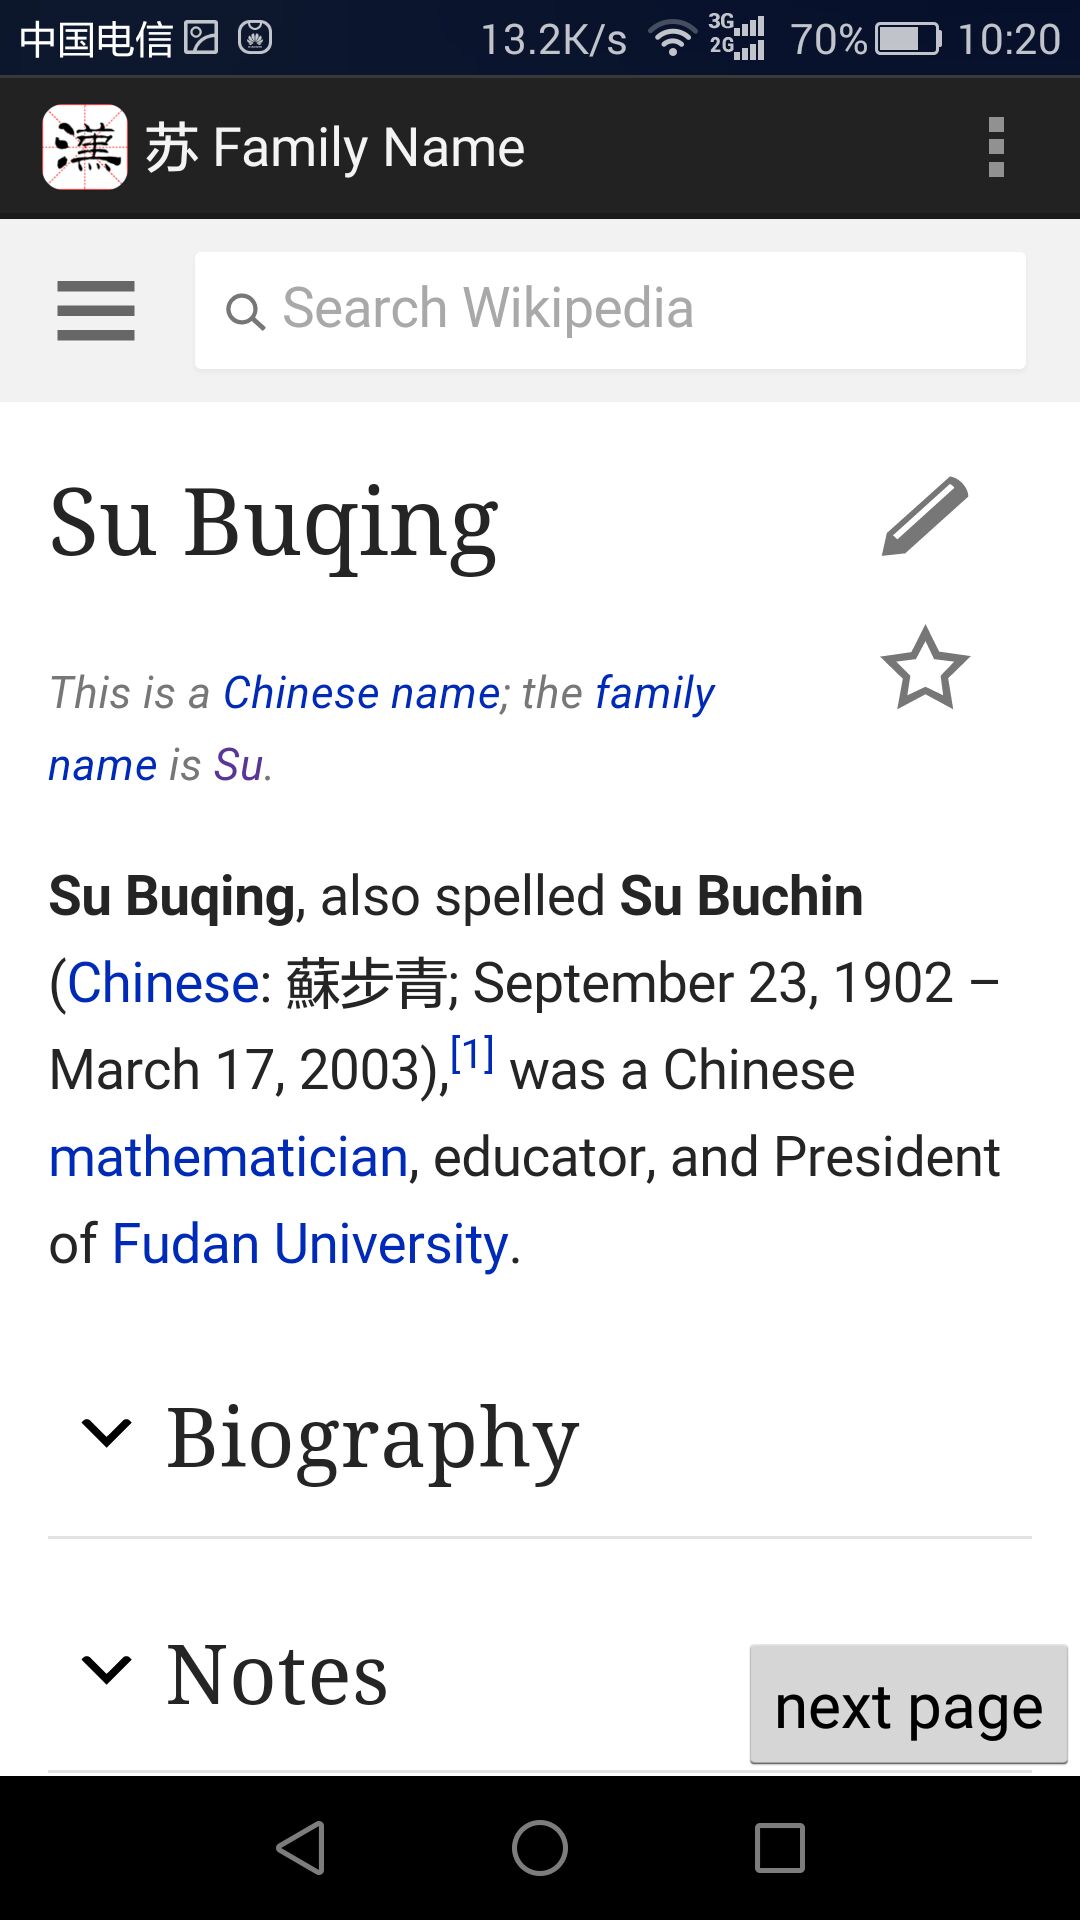 中国电信 13.2K/s 3G 2G 70% 10:20
漢 苏 Family Name
Search Wikipedia
Su Buqing
This is a Chinese name; the family
name is Su.
Su Buqing, also spelled Su Buchin
(Chinese: 蘇步青; September 23, 1902 –
March 17, 2003),[1] was a Chinese
mathematician, educator, and President
of Fudan University.
Biography
Notes
next page